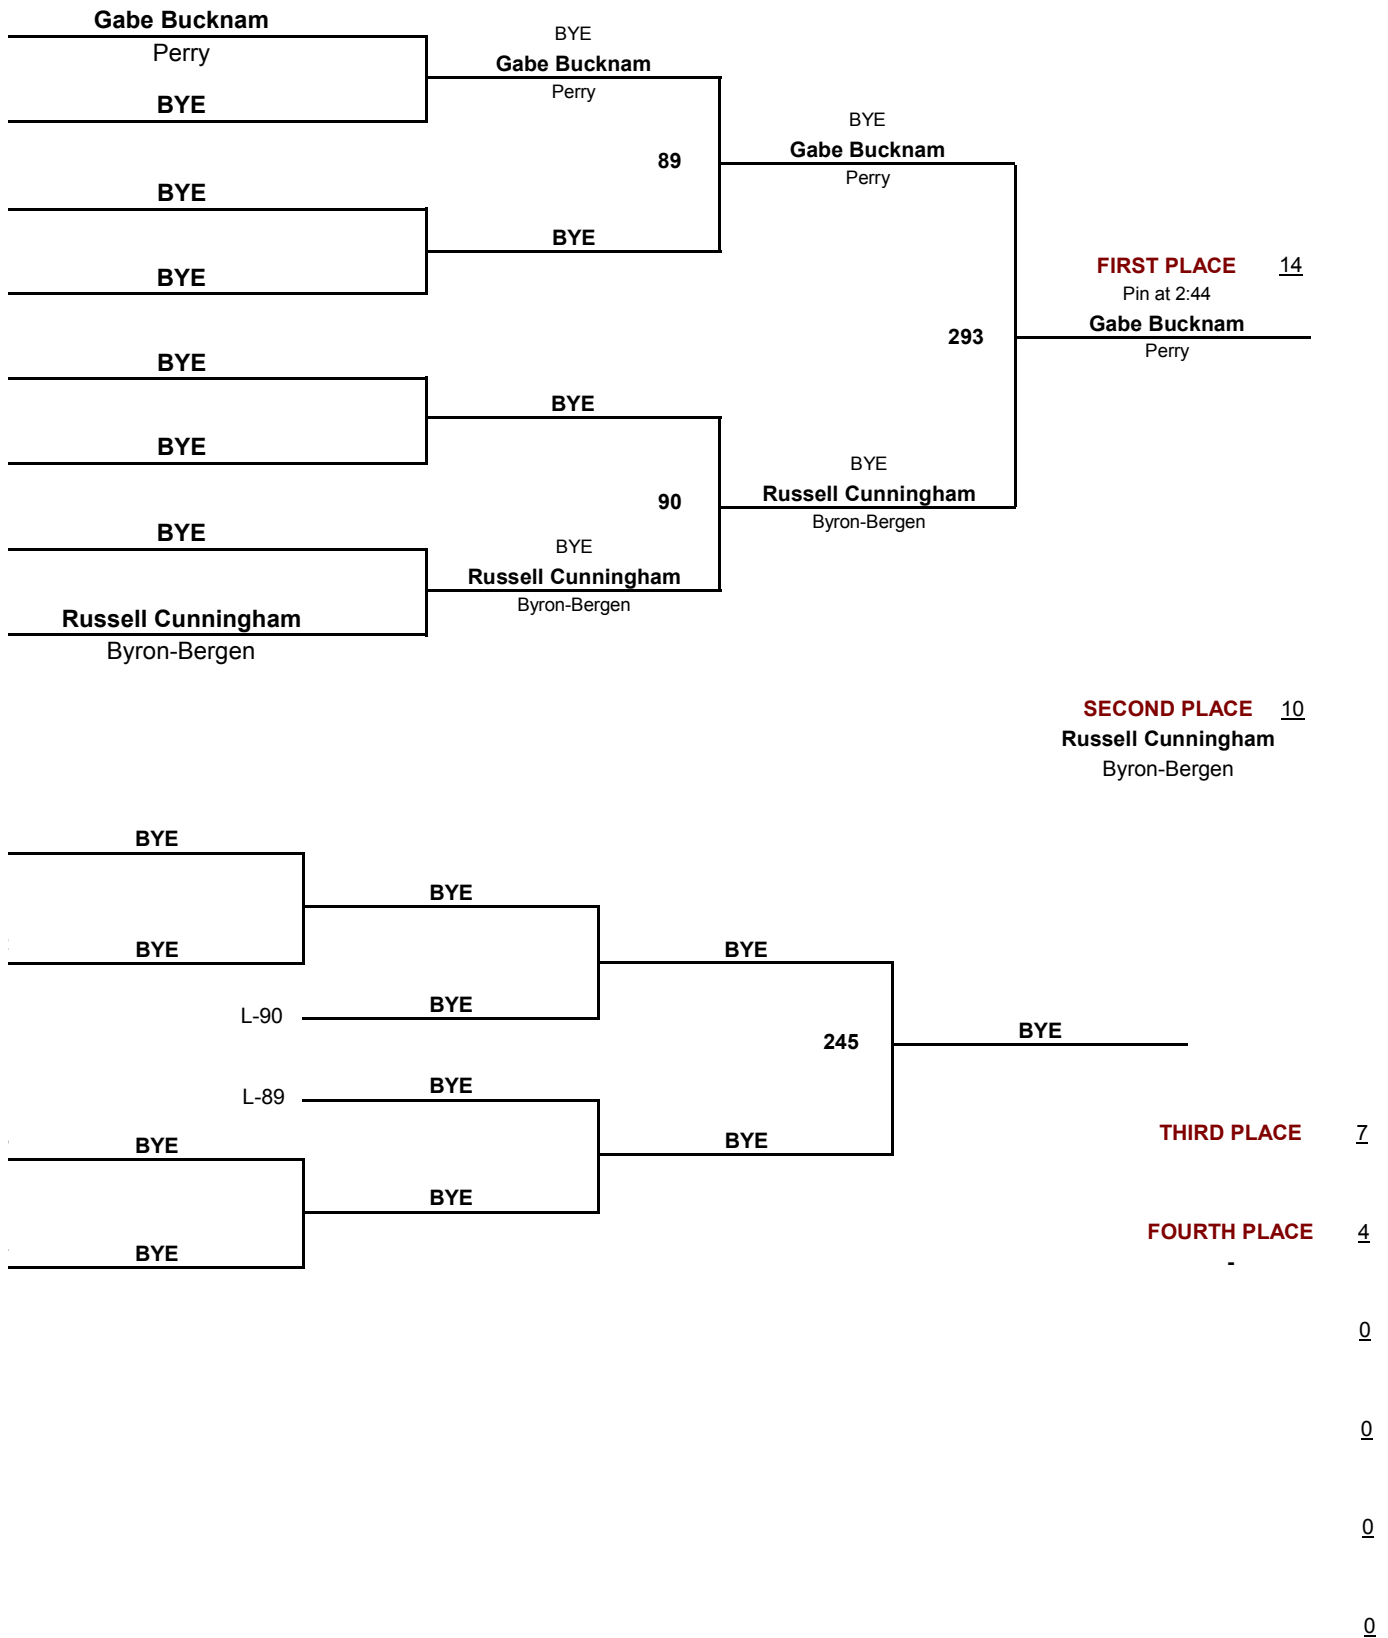 Gabe Bucknam
Perry
BYE
BYE
Gabe Bucknam
Perry
BYE
Gabe Bucknam
Perry
89
BYE
BYE
BYE
FIRST PLACE 14
Pin at 2:44
Gabe Bucknam
Perry
293
BYE
BYE
BYE
BYE
Russell Cunningham
Byron-Bergen
90
BYE
BYE
Russell Cunningham
Byron-Bergen
Russell Cunningham
Byron-Bergen
SECOND PLACE 10
Russell Cunningham
Byron-Bergen
BYE
BYE
BYE
BYE
L-90
BYE
245
BYE
L-89
BYE
BYE
BYE
THIRD PLACE 7
BYE
BYE
FOURTH PLACE 4
-
0
0
0
0